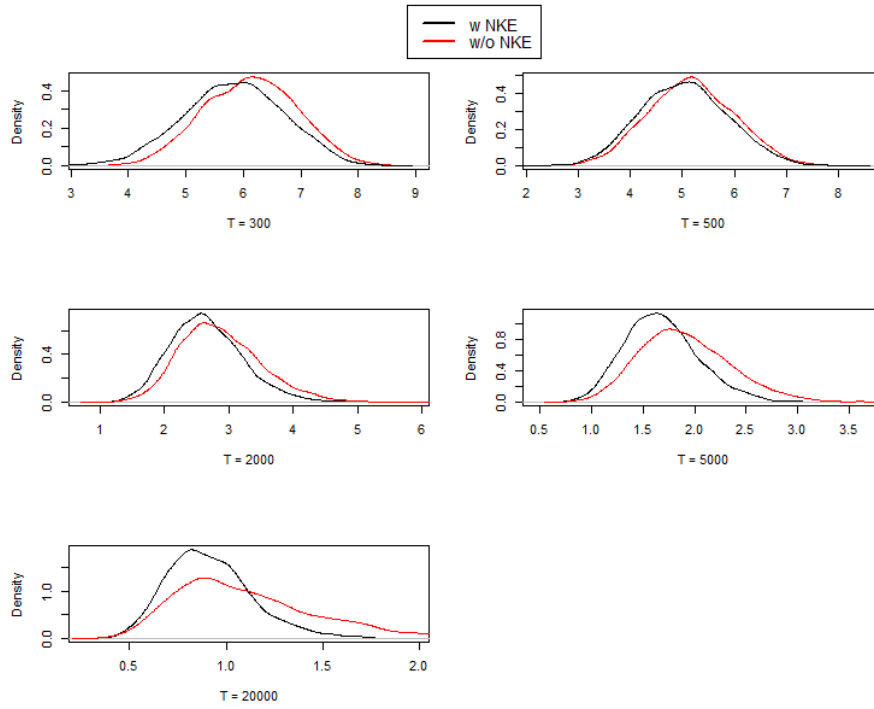 w NKE
w/o NKE
Density
0.0 0.2 0.4
3 4 5 6 7 8 9
T = 300
Density
0.0 0.2 0.4
2 3 4 5 6 7 8
T = 500
Density
0.0 0.4
1 2 3 4 5 6
T = 2000
Density
0.0 0.4 0.8
0.5 1.0 1.5 2.0 2.5 3.0 3.5
T = 5000
Density
0.0 1.0
0.5 1.0 1.5 2.0
T = 20000